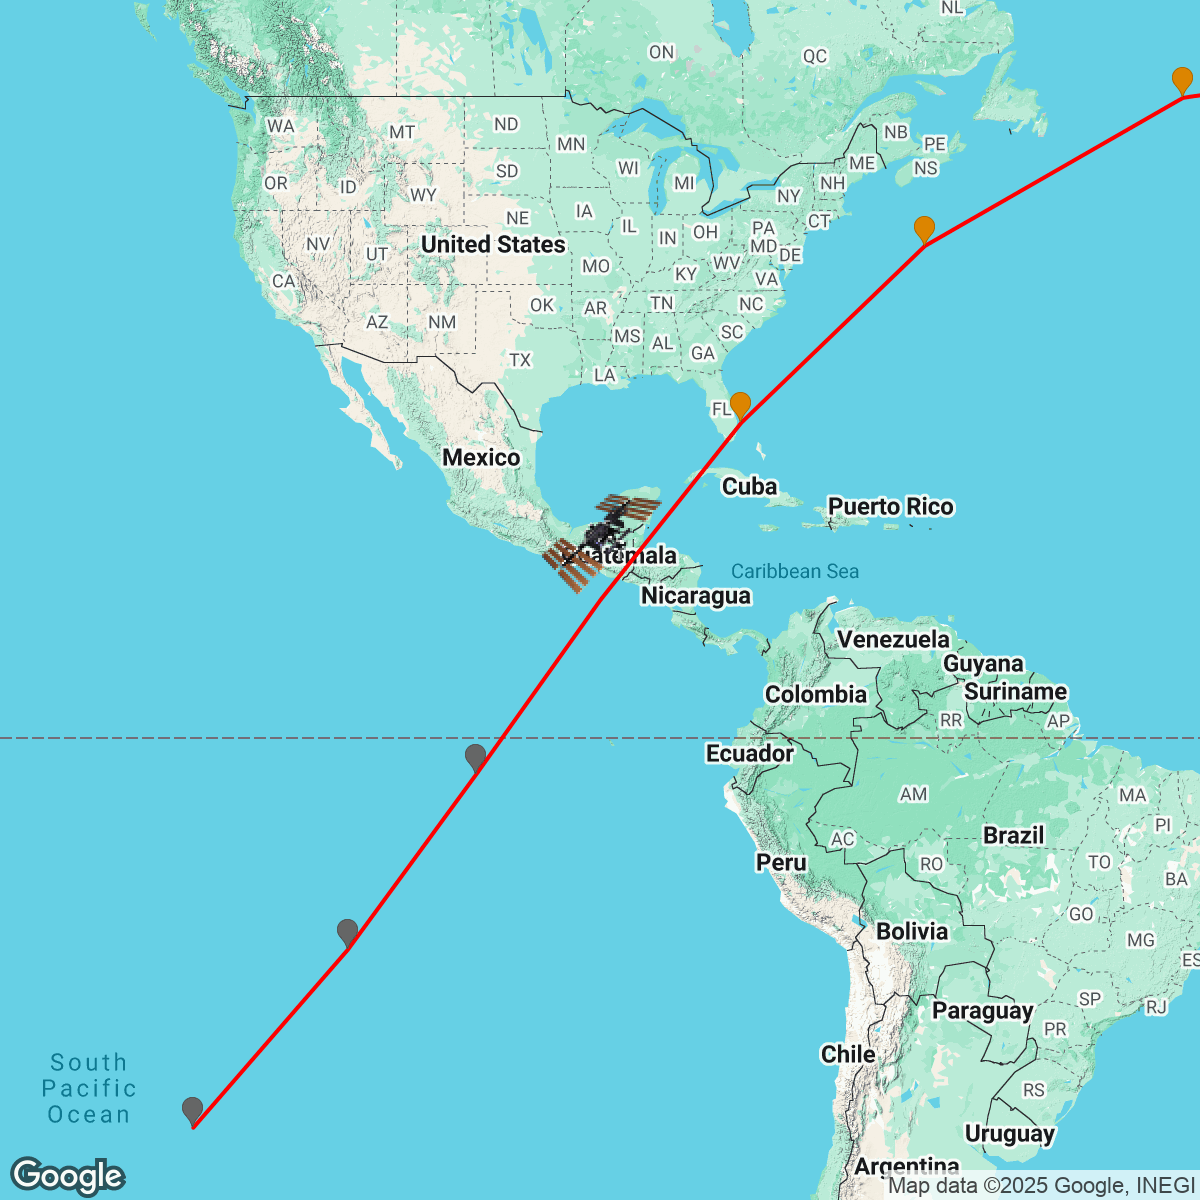 NL
ON
QC
WA
MT
ND
MN
NB
PE
NS
ME
OR
ID
WY
SD
WI
MI
NH
NY
CT
NE
IA
IL
IN
OH
PA
MD
DE
NV
UT
United States
CA
MO
KY
WV
VA
AZ
NM
OK
AR
TN
NC
SC
MS
AL
GA
TX
LA
FL
Mexico
Cuba
Puerto Rico
Caribbean Sea
Nicaragua
Venezuela
Guyana
Suriname
Colombia
RR
AP
Ecuador
AM
MA
PI
Brazil
AC
RO
TO
BA
Peru
GO
Bolivia
MG
ES
SP
RJ
Paraguay
PR
Chile
RS
South
Pacific
Ocean
Uruguay
Argentina
Google
Map data ©2025 Google, INEGI